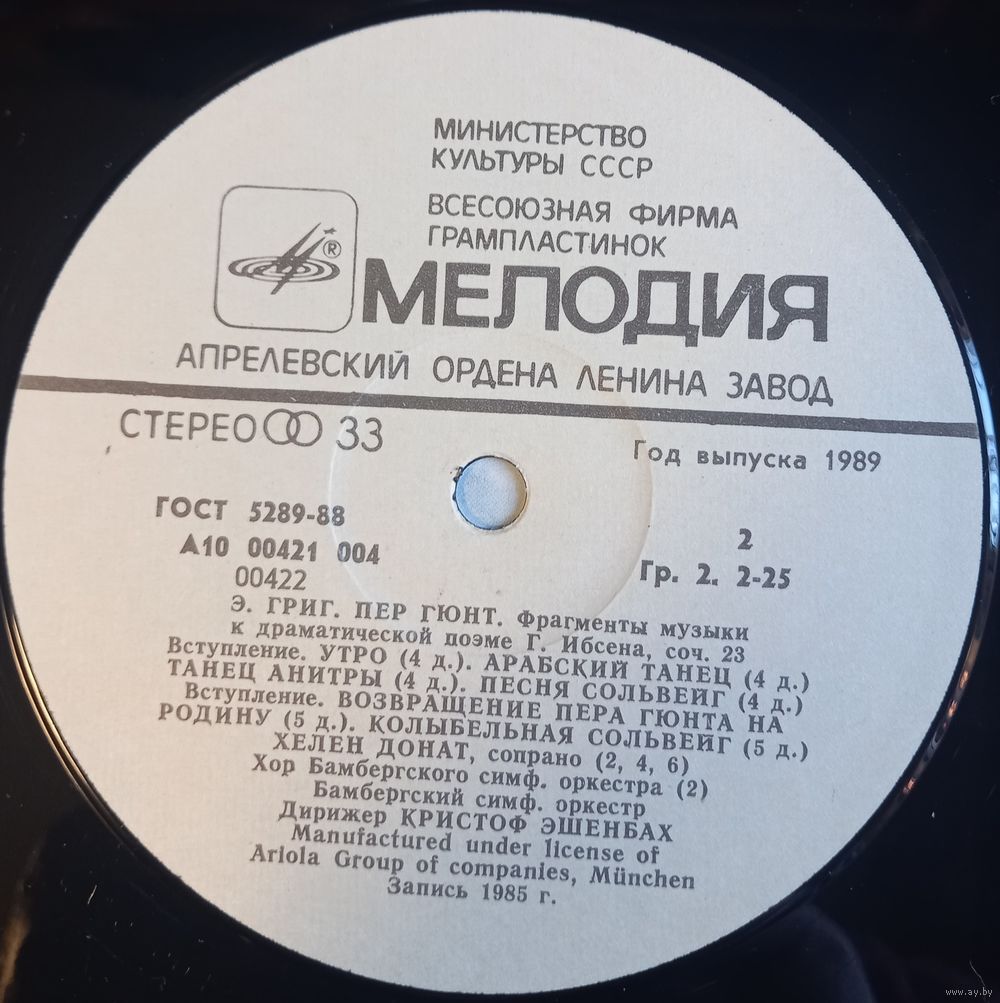 МИНИСТЕРСТВО
КУЛЬТУРЫ СССР
ВСЕСОЮЗНАЯ ФИРМА
ГРАМПЛАСТИНОК
®
МЕЛОДИЯ
АПРЕЛЕВСКИЙ ОРДЕНА ЛЕНИНА ЗАВОД
СТЕРЕО 33
Год выпуска 1989
ГОСТ 5289-88
А10 00421 004
00422
2
Гр. 2. 2-25
Э. ГРИГ. ПЕР ГЮНТ. Фрагменты музыки
к драматической поэме Г. Ибсена, соч. 23
Вступление. УТРО (4 д.). АРАБСКИЙ ТАНЕЦ (4 д.)
ТАНЕЦ АНИТРЫ (4 д.). ПЕСНЯ СОЛЬВЕЙГ (4 д.)
Вступление. ВОЗВРАЩЕНИЕ ПЕРА ГЮНТА НА
РОДИНУ (5 д.). КОЛЫБЕЛЬНАЯ СОЛЬВЕЙГ (5 д.)
ХЕЛЕН ДОНАТ, сопрано (2, 4, 6)
Хор Бамбергского симф. оркестра (2)
Бамбергский симф. оркестр
Дирижер КРИСТОФ ЭШЕНБАХ
Manufactured under license of
Ariola Group of companies, München
Запись 1985 г.
www.ay.by